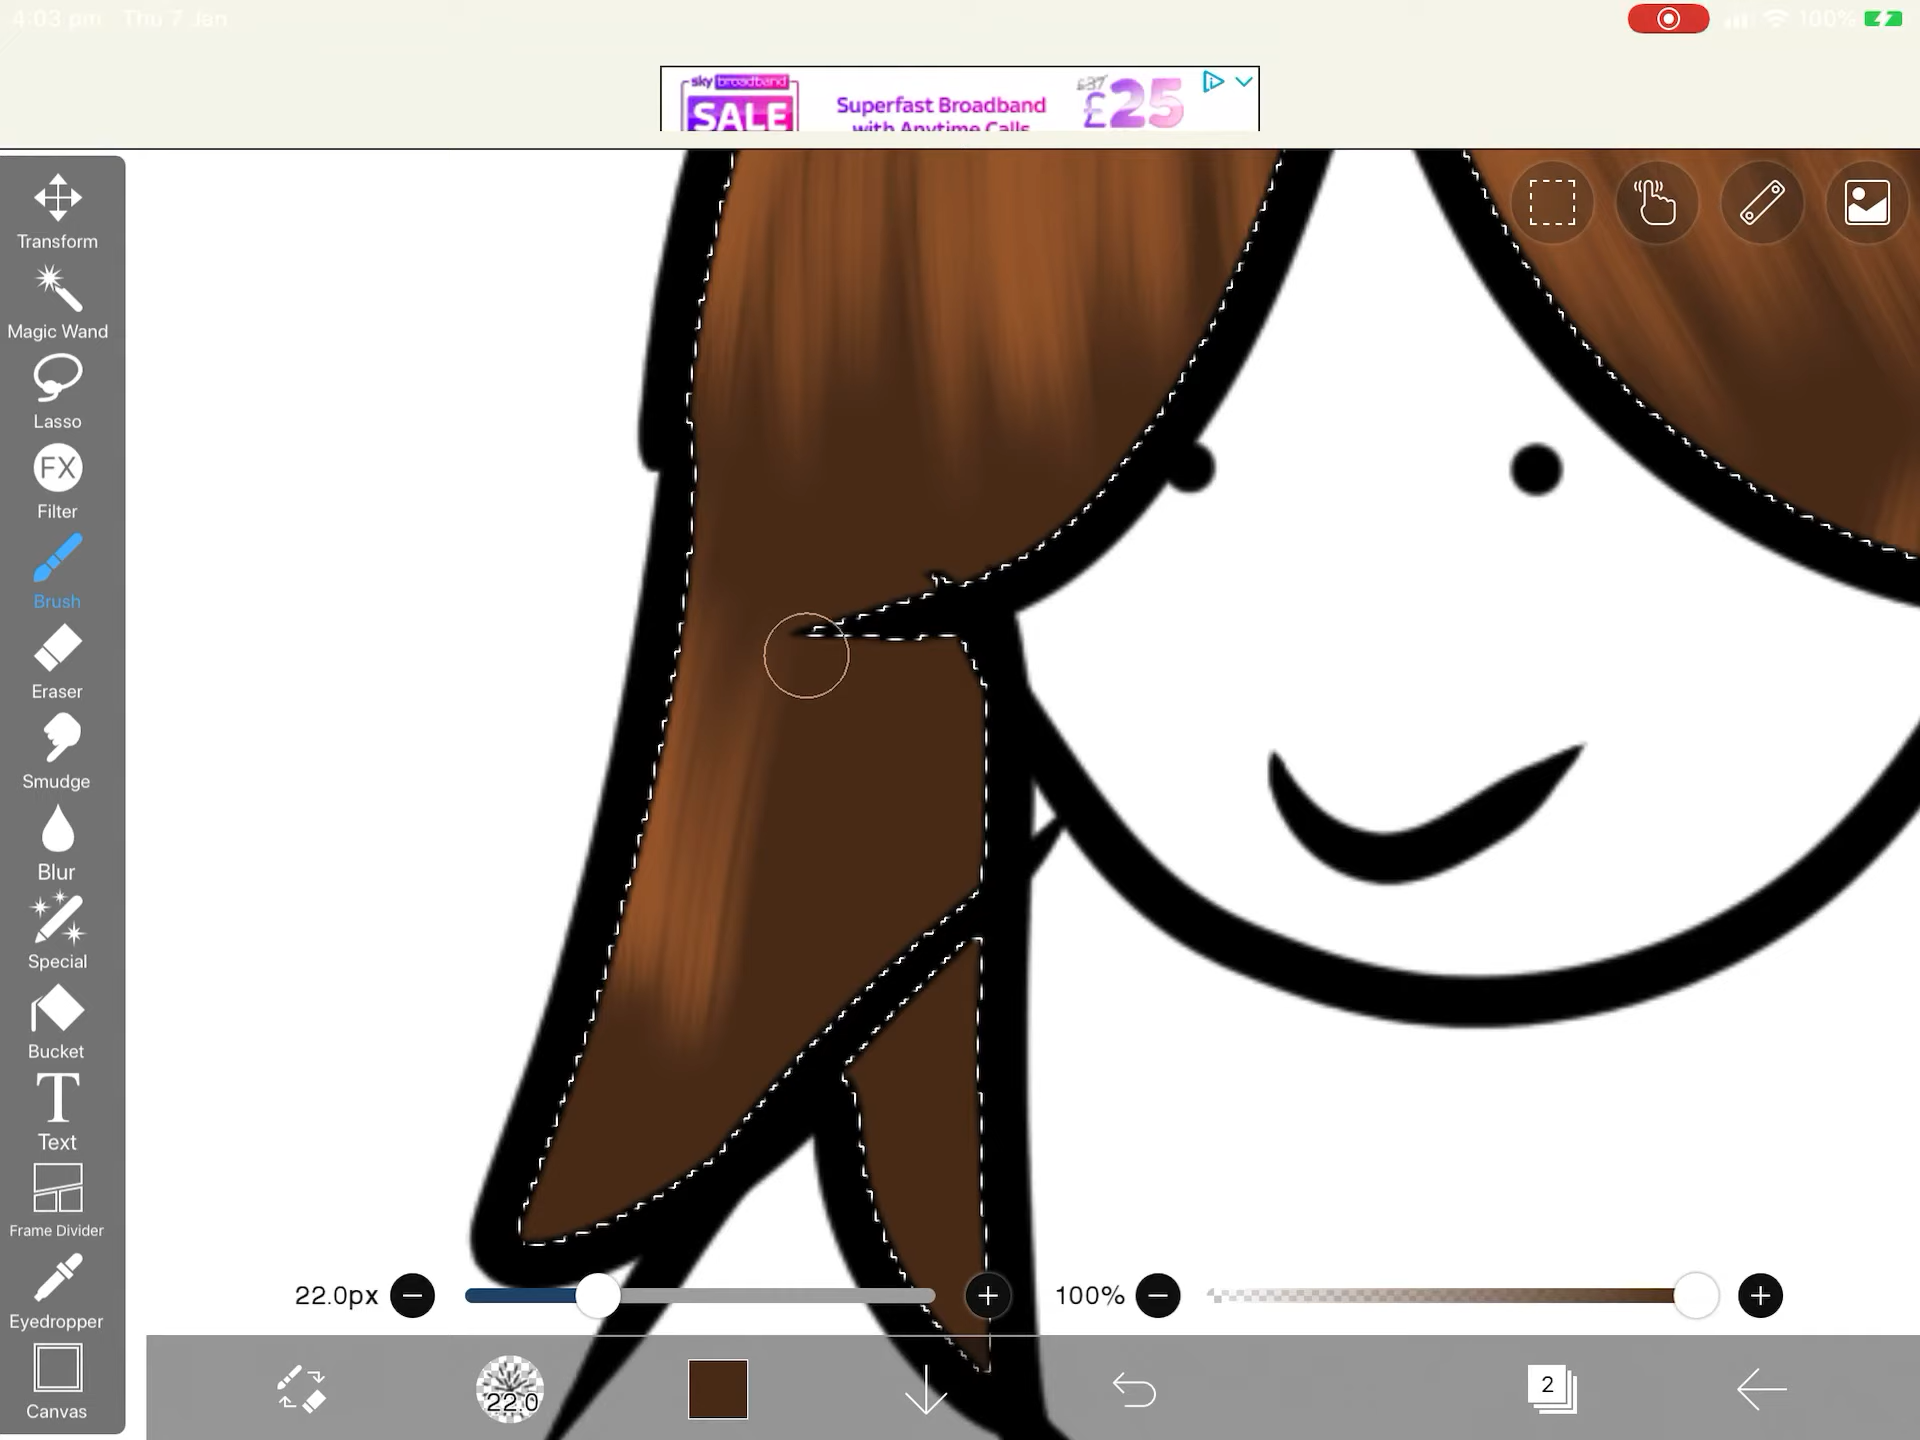 4:03 pm Thu 7 Jan
100%
sky broadband
SALE
Superfast Broadband
with Anytime Calls
£37
£25
Transform
Magic Wand
Lasso
FX
Filter
Brush
Eraser
Smudge
Blur
Special
Bucket
T
Text
Frame Divider
Eyedropper
Canvas
22.0px
100%
22.0
2